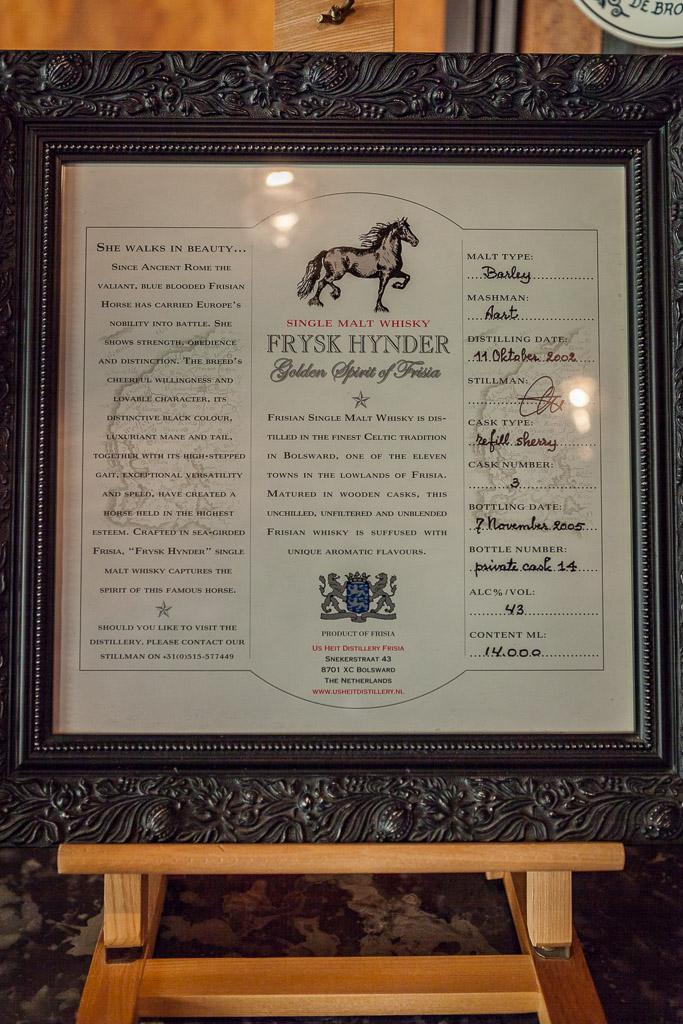 DE BRO
SHE WALKS IN BEAUTY...
SINCE ANCIENT ROME THE
VALIANT, BLUE BLOODED FRISIAN
HORSE HAS CARRIED EUROPE'S
NOBILITY INTO BATTLE. SHE
SHOWS STRENGTH, OBEDIENCE
AND DISTINCTION. THE BREED'S
CHEERFUL WILLINGNESS AND
LOVABLE CHARACTER, ITS
DISTINCTIVE BLACK COLOUR,
LUXURIANT MANE AND TAIL,
TOGETHER WITH ITS HIGH-STEPPED
GAIT, EXCEPTIONAL VERSATILITY
AND SPEED, HAVE CREATED A
HORSE HELD IN THE HIGHEST
ESTEEM. CRAFTED IN SEA-GIRDED
FRISIA, "FRYSK HYNDER" SINGLE
MALT WHISKY CAPTURES THE
SPIRIT OF THIS FAMOUS HORSE.
SHOULD YOU LIKE TO VISIT THE
DISTILLERY, PLEASE CONTACT OUR
STILLMAN ON +31(0)515-577449
SINGLE MALT WHISKY
FRYSK HYNDER
Golden Spirit of Frisia
FRISIAN SINGLE MALT WHISKY IS DIS-
TILLED IN THE FINEST CELTIC TRADITION
IN BOLSWARD, ONE OF THE ELEVEN
TOWNS IN THE LOWLANDS OF FRISIA.
MATURED IN WOODEN CASKS, THIS
UNCHILLED, UNFILTERED AND UNBLENDED
FRISIAN WHISKY IS SUFFUSED WITH
UNIQUE AROMATIC FLAVOURS.
PRODUCT OF FRISIA
US HEIT DISTILLERY FRISIA
SNEKERSTRAAT 43
8701 XC BOLSWARD
THE NETHERLANDS
WWW.USHEITDISTILLERY.NL
MALT TYPE:
Barley
MASHMAN:
Aart
DISTILLING DATE:
11 Oktober 2002
STILLMAN:
CASK TYPE:
refill sherry
CASK NUMBER:
3
BOTTLING DATE:
7 November 2005
BOTTLE NUMBER:
private cask 14
ALC%/VOL:
43
CONTENT ML:
14.000